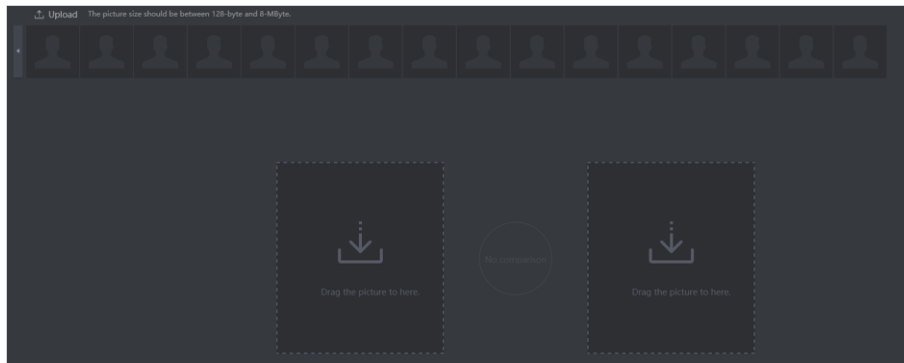 Upload The picture size should be between 128-byte and 8-MByte.
No comparison
Drag the picture to here.
Drag the picture to here.